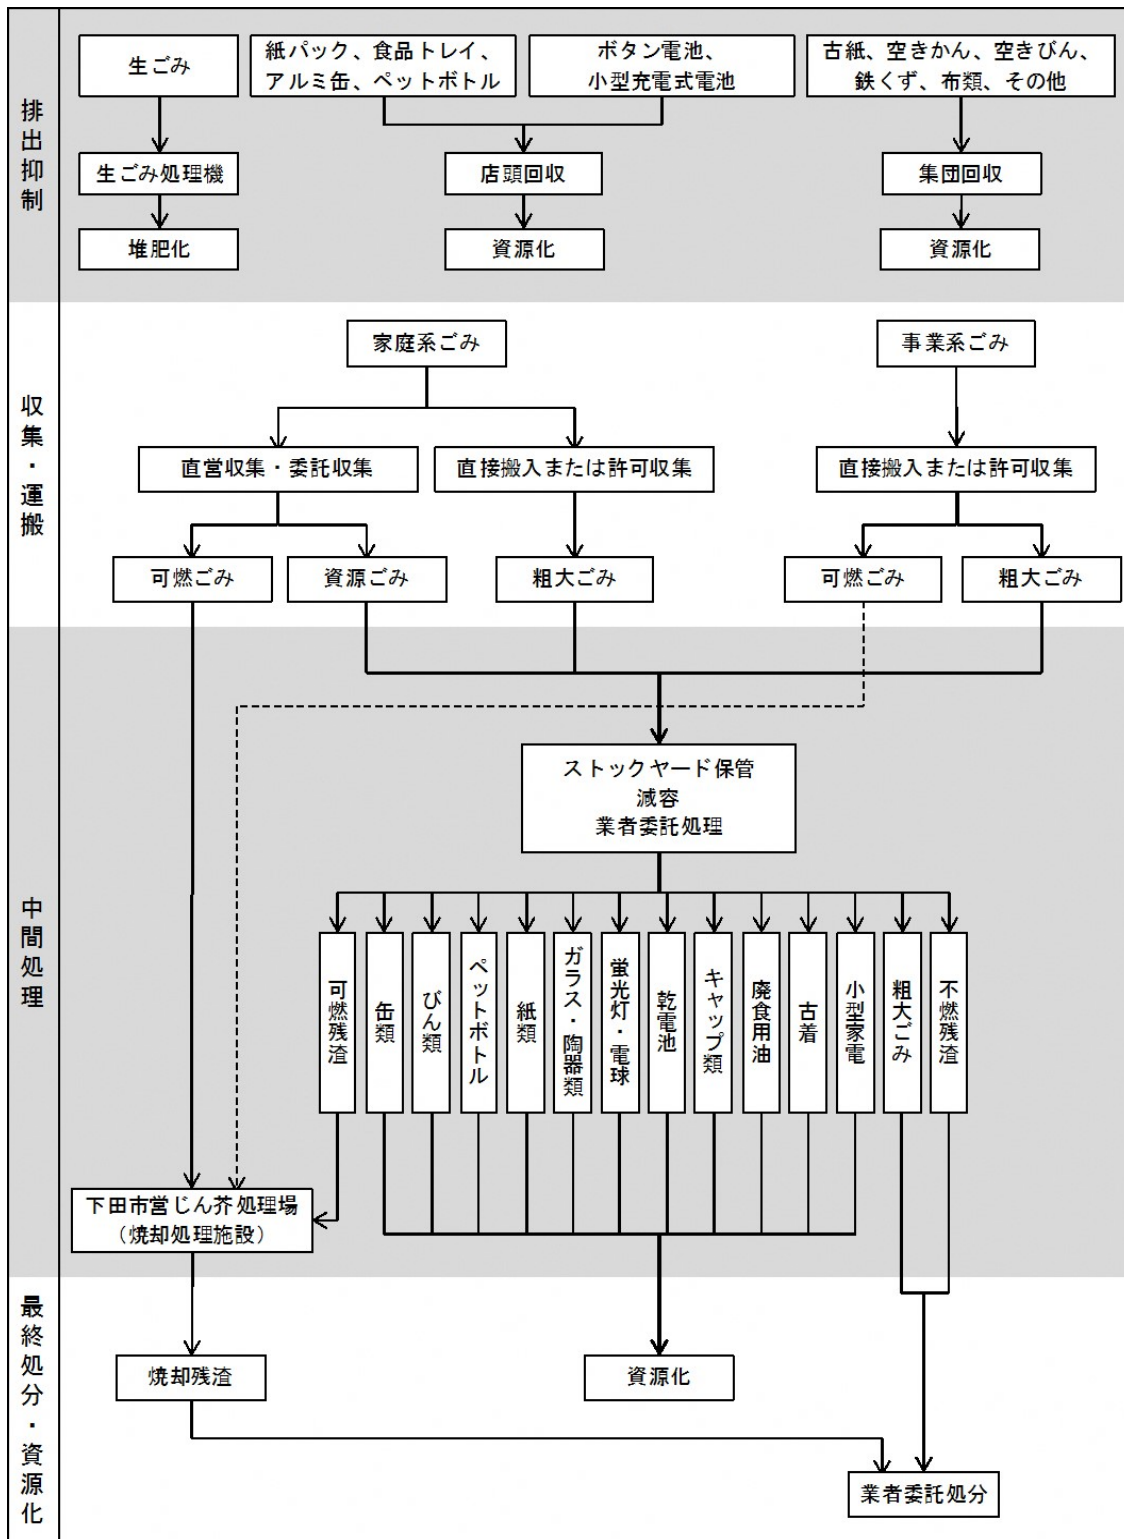 排出抑制
生ごみ
紙パック、食品トレイ、
アルミ缶、ペットボトル
ボタン電池、
小型充電式電池
古紙、空きかん、空きびん、
鉄くず、布類、その他
生ごみ処理機
店頭回収
集団回収
堆肥化
資源化
資源化
収集・運搬
家庭系ごみ
事業系ごみ
直営収集・委託収集
直接搬入または許可収集
直接搬入または許可収集
可燃ごみ
資源ごみ
粗大ごみ
可燃ごみ
粗大ごみ
中間処理
ストックヤード保管
減容
業者委託処理
可燃残渣
缶類
びん類
ペットボトル
紙類
ガラス・陶器類
蛍光灯・電球
乾電池
キャップ類
廃食用油
古着
小型家電
粗大ごみ
不燃残渣
下田市営じん芥処理場
（焼却処理施設）
最終処分・資源化
焼却残渣
資源化
業者委託処分